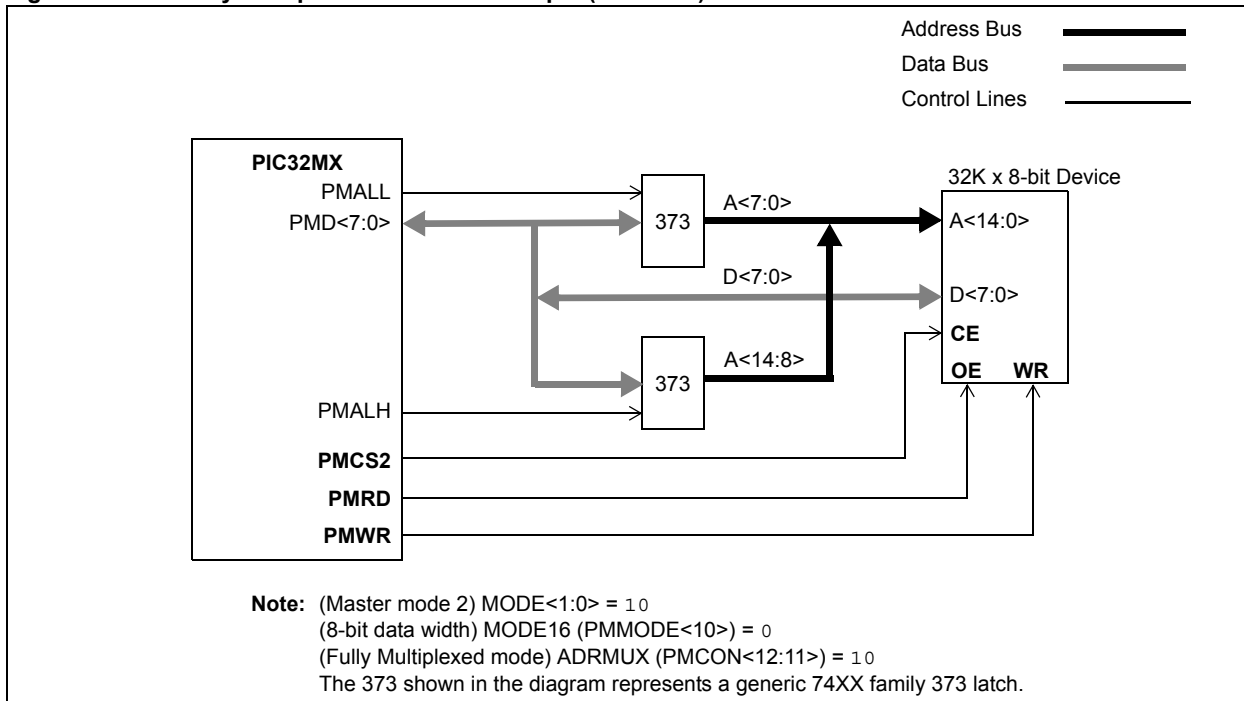 Address Bus
Data Bus
Control Lines
PIC32MX
PMALL
PMD<7:0>
373
A<7:0>
32K x 8-bit Device
A<14:0>
D<7:0>
D<7:0>
CE
OE WR
373
A<14:8>
PMALH
PMCS2
PMRD
PMWR
Note: (Master mode 2) MODE<1:0> = 10
(8-bit data width) MODE16 (PMMODE<10>) = 0
(Fully Multiplexed mode) ADRMUX (PMCON<12:11>) = 10
The 373 shown in the diagram represents a generic 74XX family 373 latch.